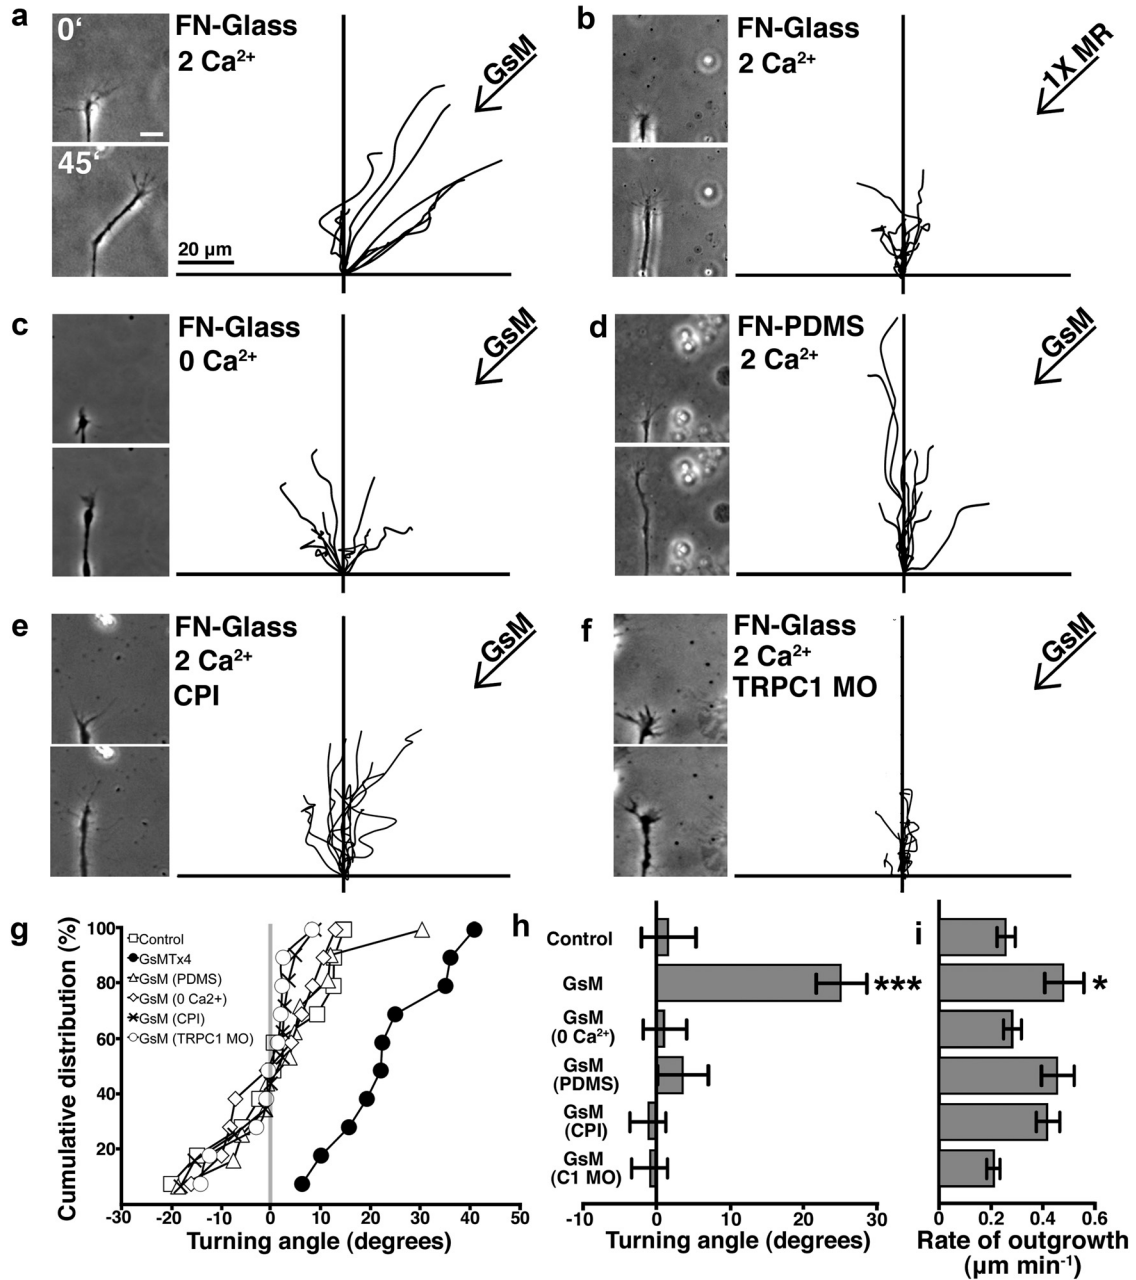 a
0‘
FN-Glass
2 Ca²⁺
GsM
45‘
20 µm
b
FN-Glass
2 Ca²⁺
1X MR
c
FN-Glass
0 Ca²⁺
GsM
d
FN-PDMS
2 Ca²⁺
GsM
e
FN-Glass
2 Ca²⁺
CPI
GsM
f
FN-Glass
2 Ca²⁺
TRPC1 MO
GsM
g
Cumulative distribution (%)
100
80
60
40
20
Control
GsMTx4
GsM (PDMS)
GsM (0 Ca2+)
GsM (CPI)
GsM (TRPC1 MO)
-30 -20 -10 0 10 20 30 40 50
Turning angle (degrees)
h
Control
GsM
***
GsM
(0 Ca²⁺)
GsM
(PDMS)
GsM
(CPI)
GsM
(C1 MO)
-10 0 10 20 30
Turning angle (degrees)
i
*
0 0.2 0.4 0.6
Rate of outgrowth
(µm min⁻¹)